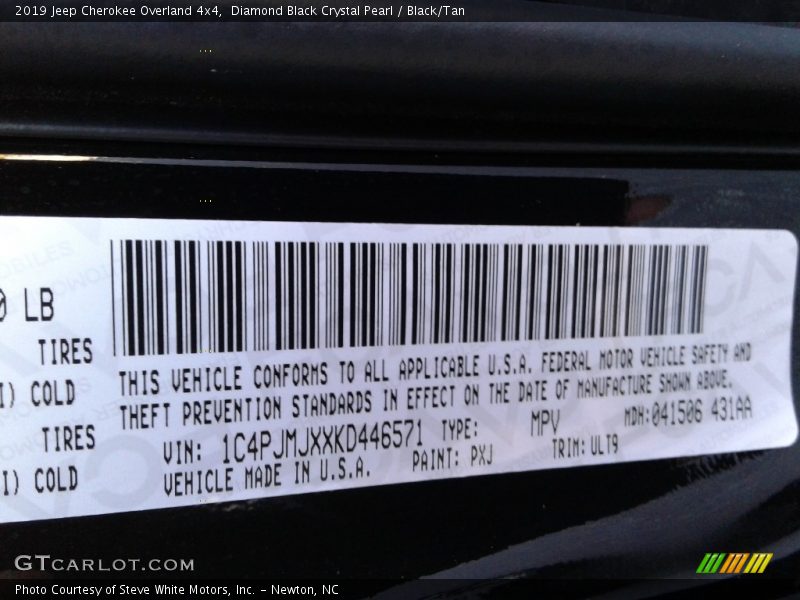 2019 Jeep Cherokee Overland 4x4, Diamond Black Crystal Pearl / Black/Tan
LB
TIRES
COLD
TIRES
COLD
THIS VEHICLE CONFORMS TO ALL APPLICABLE U.S.A. FEDERAL MOTOR VEHICLE SAFETY AND
THEFT PREVENTION STANDARDS IN EFFECT ON THE DATE OF MANUFACTURE SHOWN ABOVE.
VIN: 1C4PJMJXXKD446571 TYPE: MPV MDH:041506 431AA
VEHICLE MADE IN U.S.A. PAINT: PXJ TRIM:ULT9
GTCARLOT.COM
Photo Courtesy of Steve White Motors, Inc. – Newton, NC